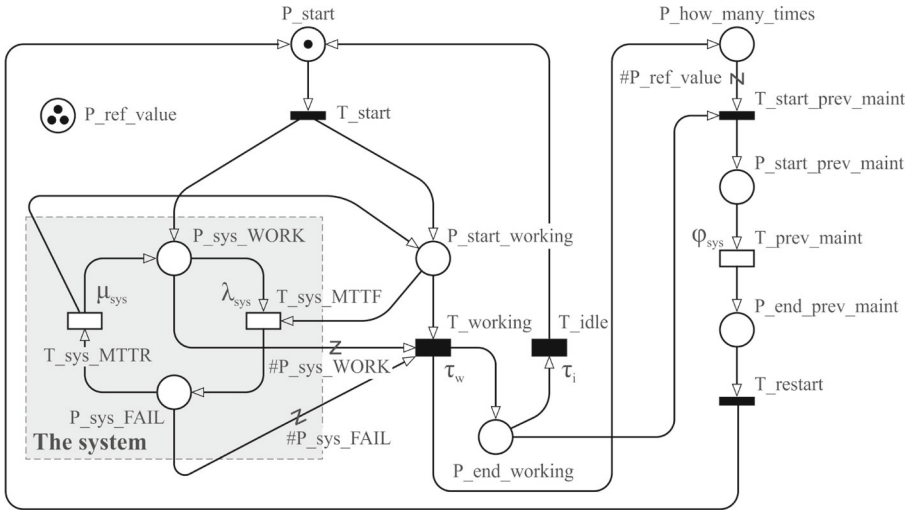 P_start
P_how_many_times
#P_ref_value
P_ref_value
T_start
T_start_prev_maint
P_start_prev_maint
P_sys_WORK
P_start_working
φsys
T_prev_maint
μsys
λsys
T_sys_MTTF
P_end_prev_maint
T_working
T_idle
T_sys_MTTR
#P_sys_WORK
τw
τi
T_restart
P_sys_FAIL
#P_sys_FAIL
The system
P_end_working